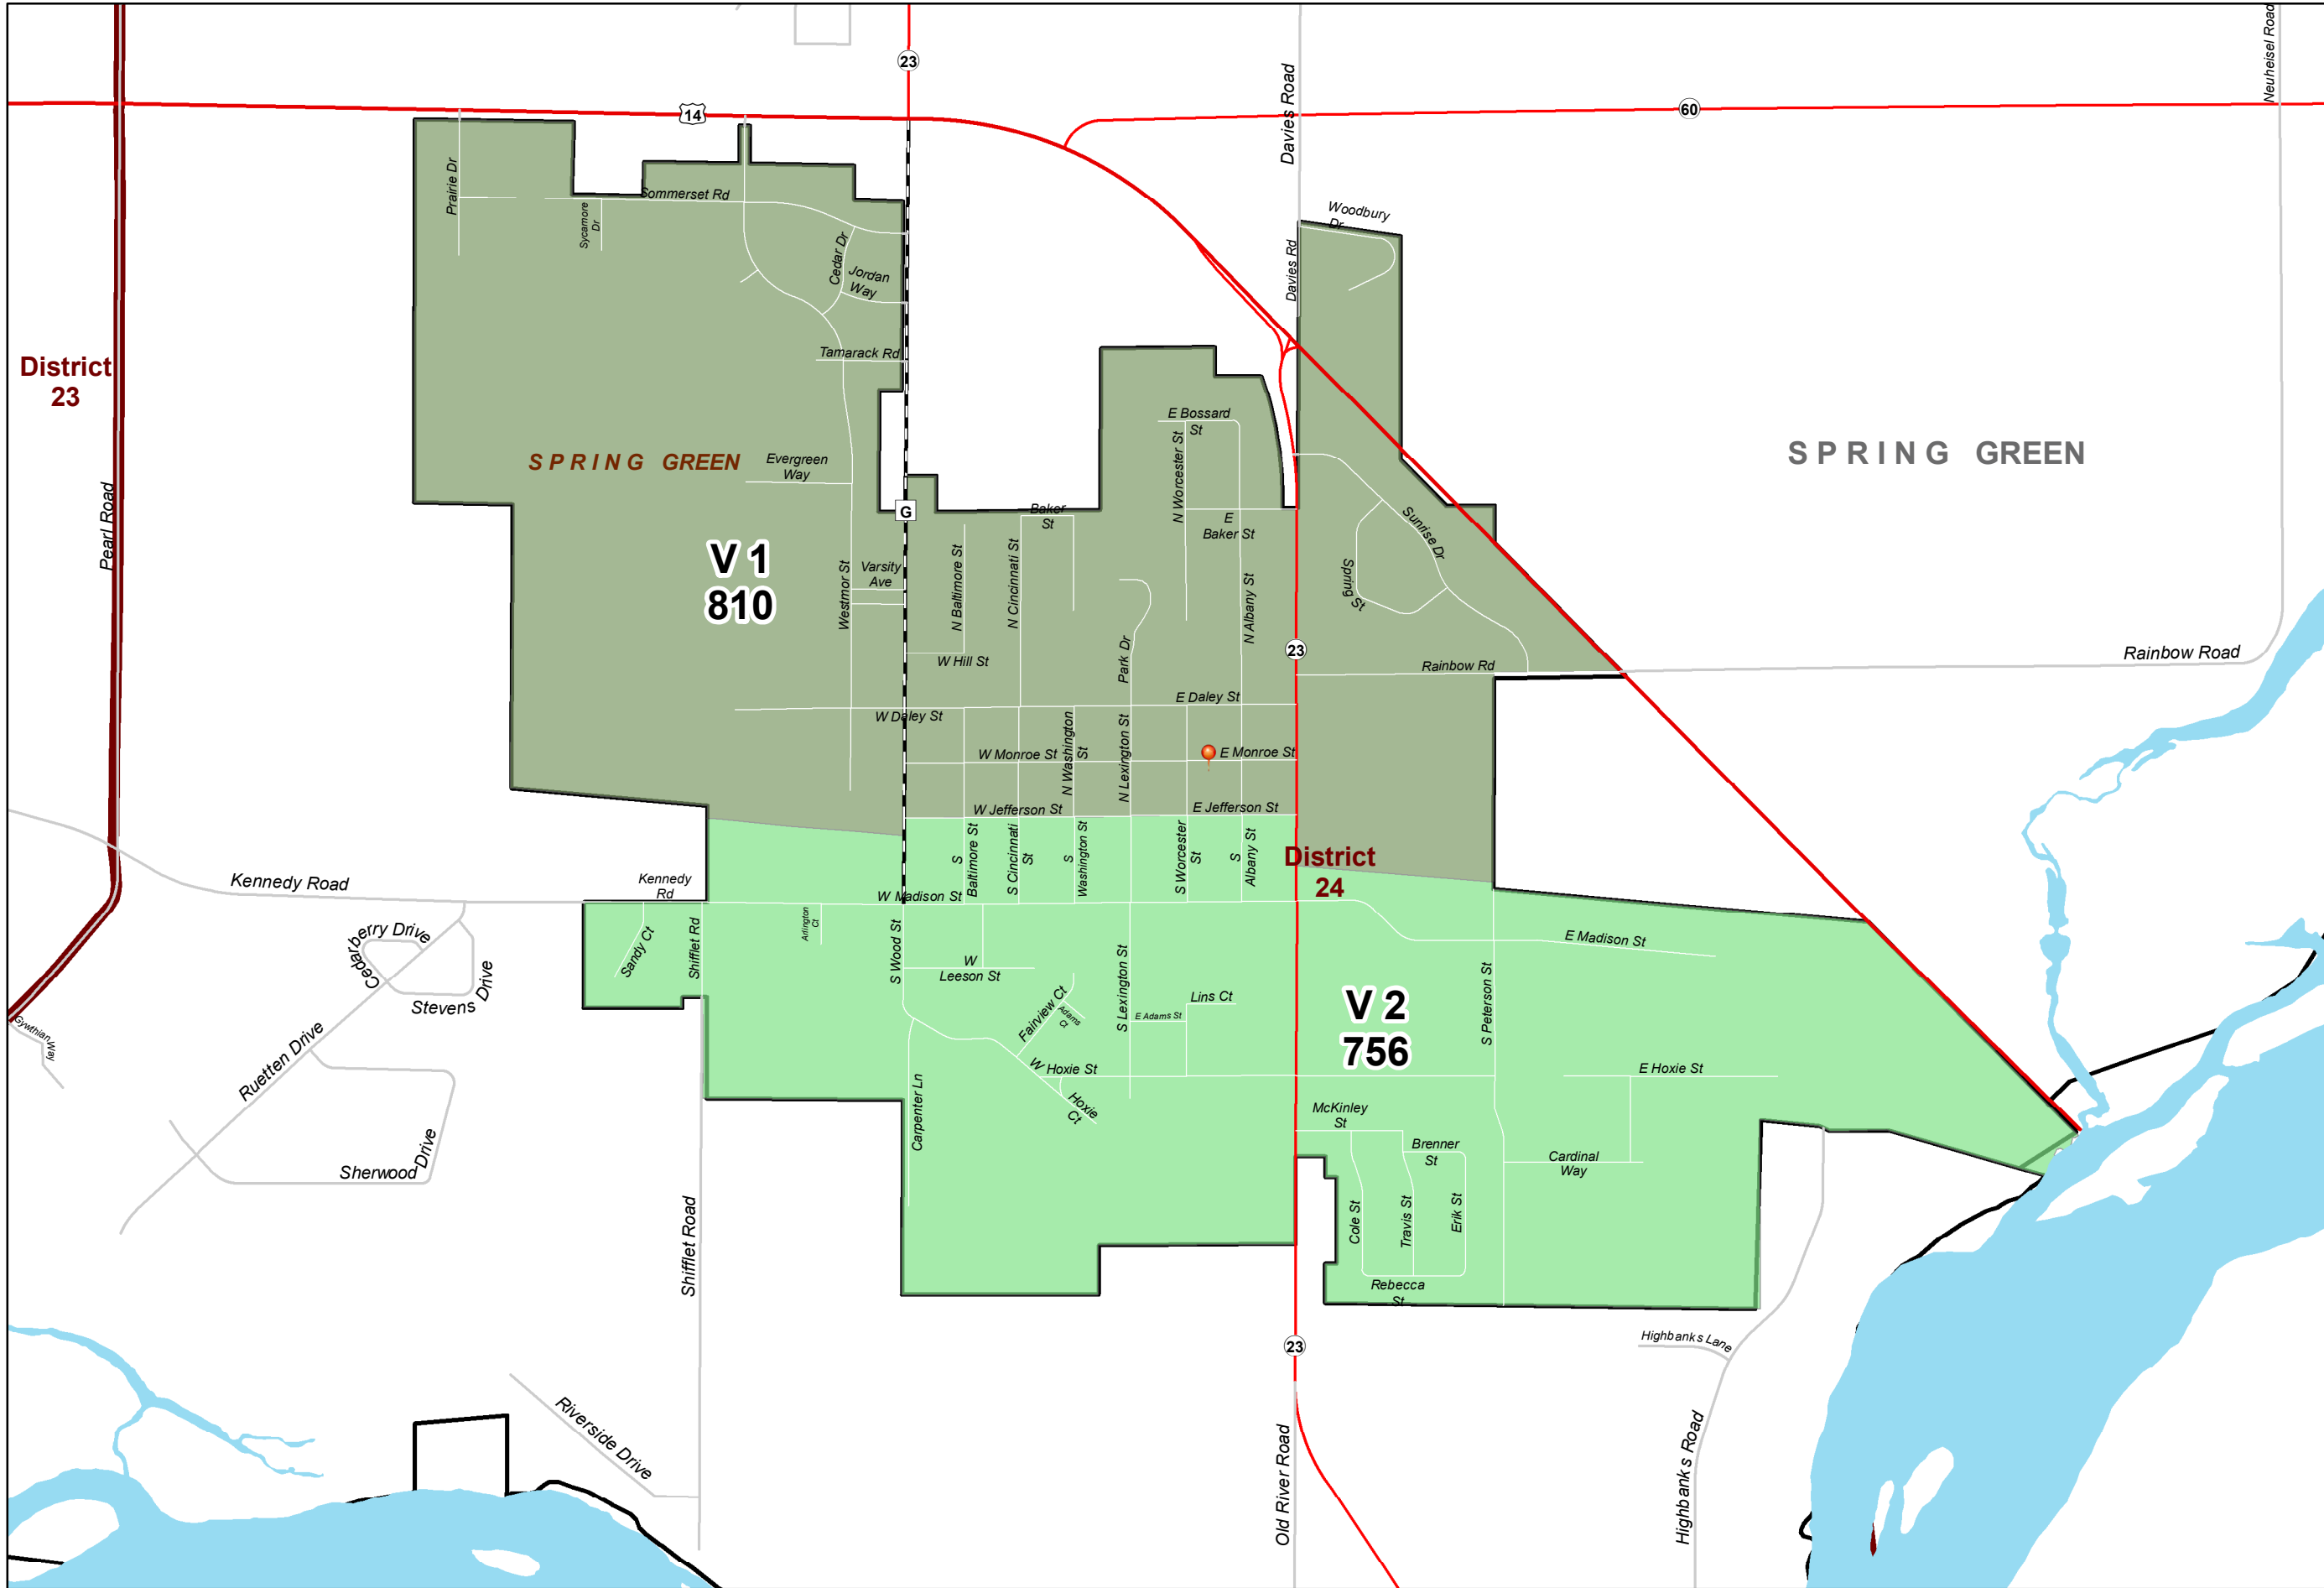 Neuheisel Road
23
Davies Road
14
60
Prairie Dr
Sommerset Rd
Sycamore
Dr
Woodbury
Dr
Cedar Dr
Jordan
Way
Davies Rd
District
23
Tamarack Rd
E Bossard
St
SPRING GREEN
Evergreen
Way
SPRING GREEN
N Worcester St
Pearl Road
G
Baker
St
E
Baker St
Sunrise Dr
V 1
810
Varsity
Ave
Westmor St
N Baltimore St
N Cincinnati St
Spring St
N Albany St
Park Dr
W Hill St
23
Rainbow Rd
Rainbow Road
E Daley St
W Daley St
N Washington
St
N Lexington St
W Monroe St
E Monroe St
W Jefferson St
E Jefferson St
S
Baltimore St
S Cincinnati
St
S
Washington St
S Worcester
St
S
Albany St
District
24
Kennedy Road
Kennedy
Rd
W Madison St
Arlington
Ct
Sandy Ct
Shifflet Rd
S Wood St
W
Leeson St
E Madison St
Cedarberry Drive
Stevens Drive
S Lexington St
S Peterson St
Fairview Ct
Adams
Ct
Lins Ct
E Adams St
V 2
756
Gwythian Way
Ruetten Drive
W Hoxie St
E Hoxie St
Hoxie
Ct
Carpenter Ln
McKinley
St
Brenner
St
Cardinal
Way
Sherwood Drive
Cole St
Travis St
Erik St
Shifflet Road
Rebecca
St
23
Highbanks Lane
Riverside Drive
Old River Road
Highbanks Road